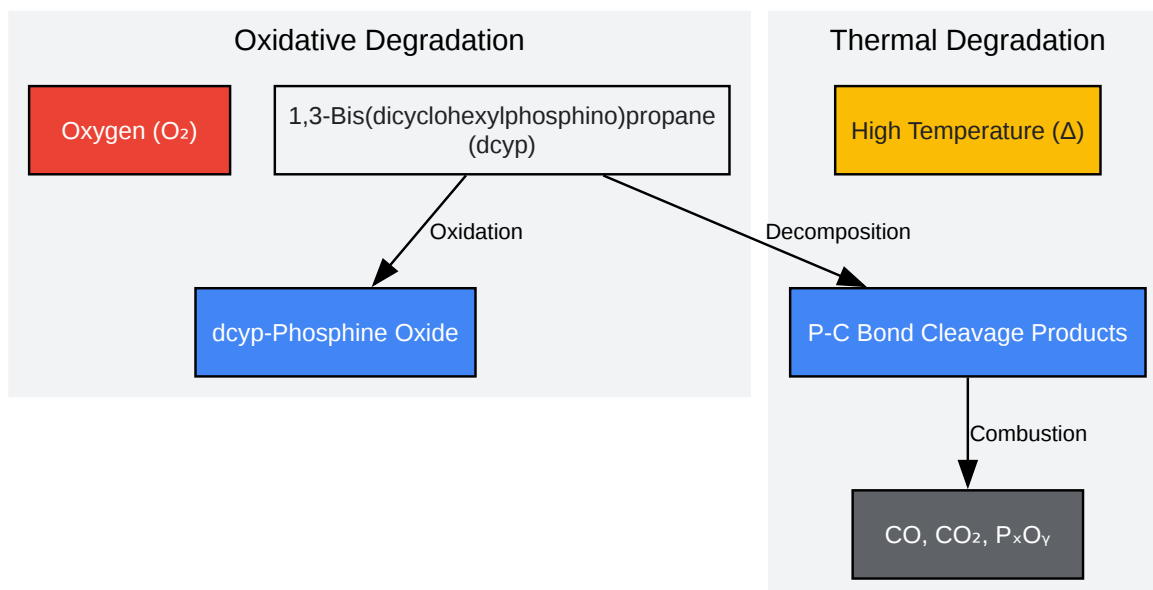 Oxidative Degradation
Thermal Degradation
Oxygen (O₂)
1,3-Bis(dicyclohexylphosphino)propane
(dcyp)
High Temperature (Δ)
Oxidation
Decomposition
dcyp-Phosphine Oxide
P-C Bond Cleavage Products
Combustion
CO, CO₂, PₓOᵧ